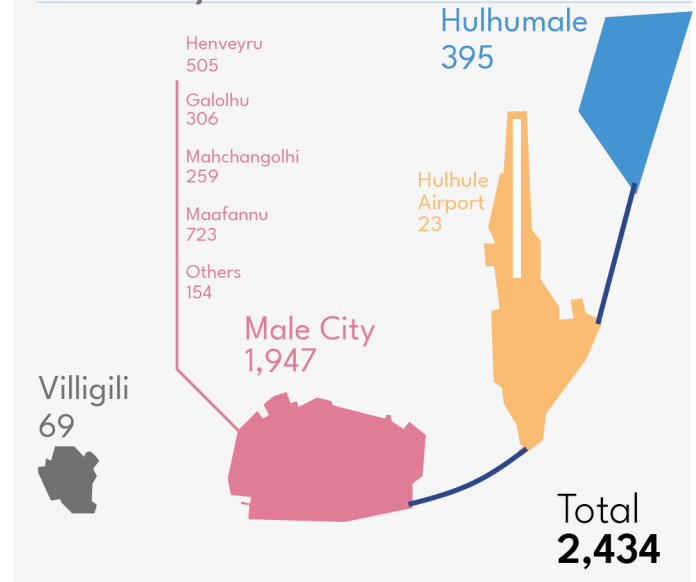 Hulhumale
395
Henveyru
505
Galolhu
306
Mahchangolhi
259
Maafannu
723
Others
154
Hulhule
Airport
23
Male City
1,947
Villigili
69
Total
2,434